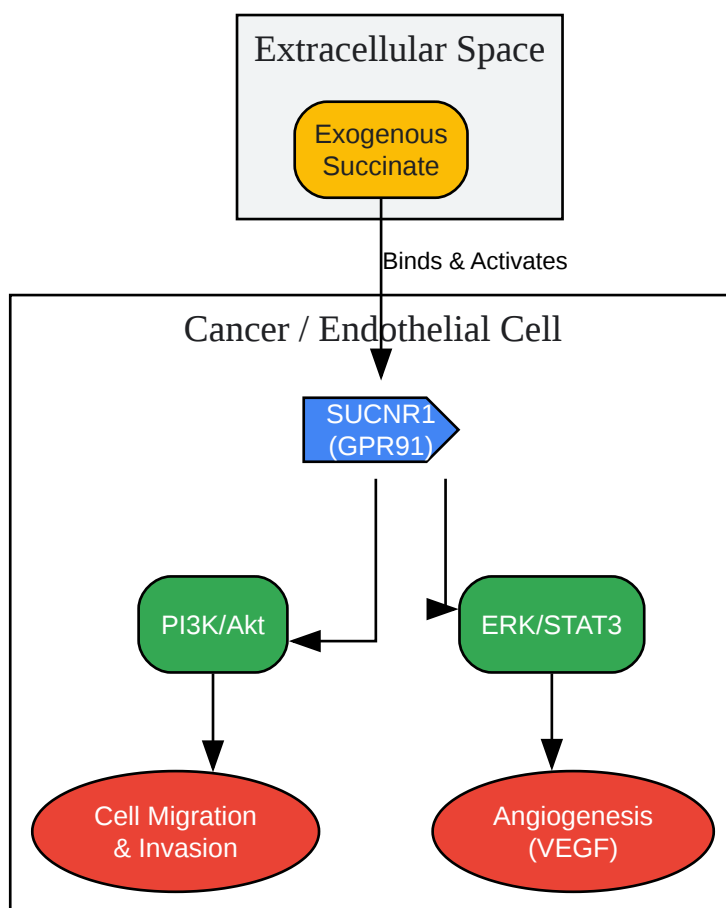 Extracellular Space
Exogenous
Succinate
Binds & Activates
Cancer / Endothelial Cell
SUCNR1
(GPR91)
PI3K/Akt
ERK/STAT3
Cell Migration
& Invasion
Angiogenesis
(VEGF)